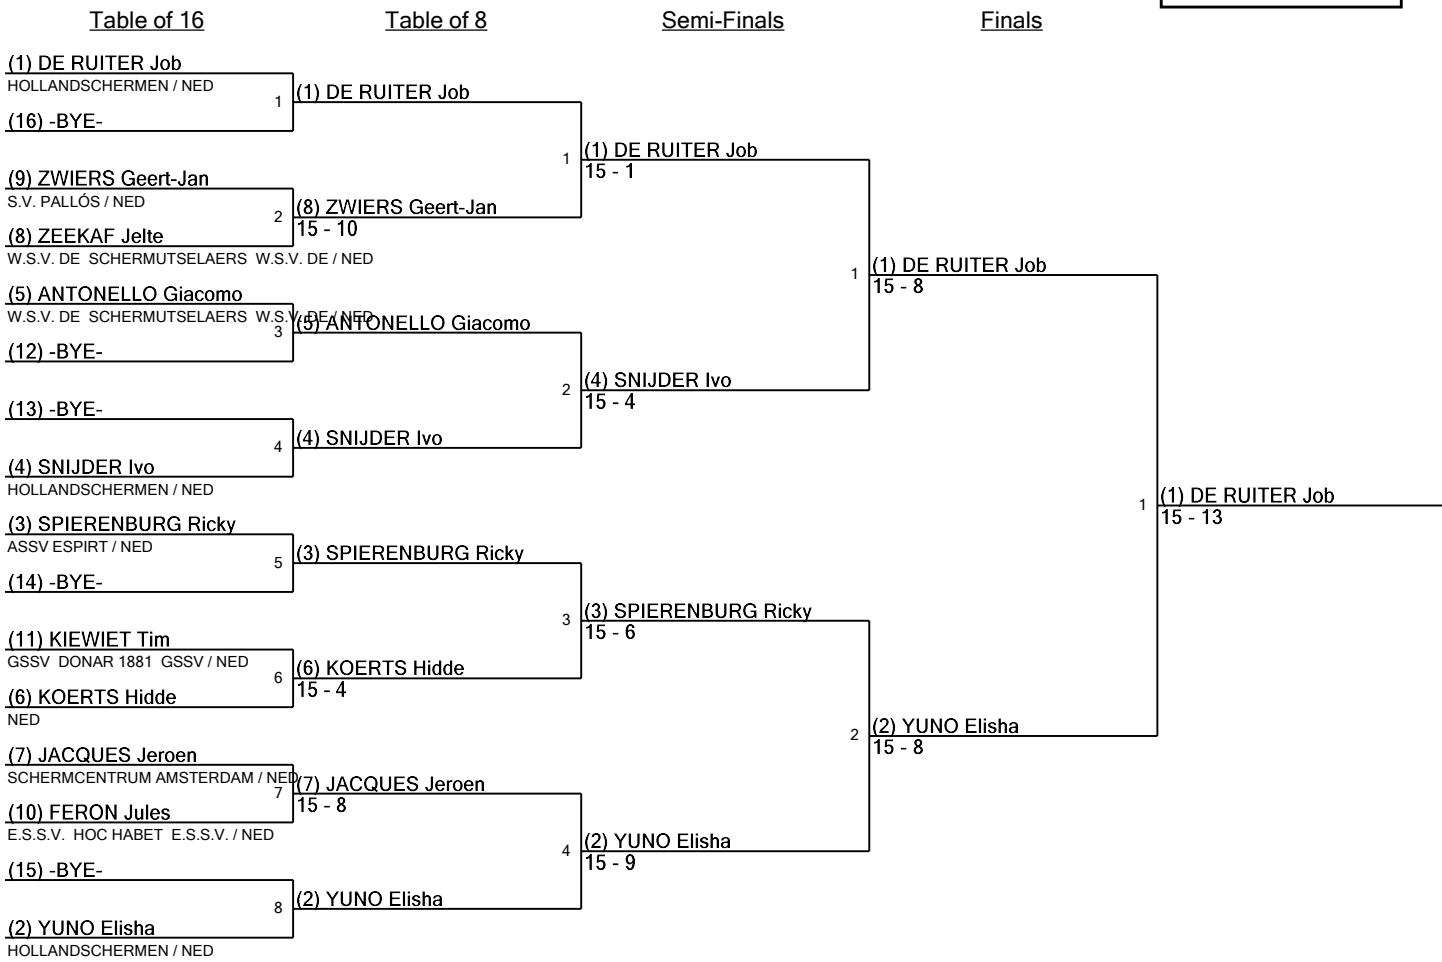 Table of 16
Table of 8
Semi-Finals
Finals
(1) DE RUITER Job
HOLLANDSCHERMEN / NED
1
(1) DE RUITER Job
(16) -BYE-
1
(1) DE RUITER Job
15 - 1
(9) ZWIERS Geert-Jan
S.V. PALLÓS / NED
2
(8) ZWIERS Geert-Jan
15 - 10
(8) ZEEKAF Jelte
W.S.V. DE SCHERMUTSELAERS W.S.V. DE / NED
1
(1) DE RUITER Job
15 - 8
(5) ANTONELLO Giacomo
W.S.V. DE SCHERMUTSELAERS W.S.V. DE / NED
3
(5) ANTONELLO Giacomo
(12) -BYE-
2
(4) SNIJDER Ivo
15 - 4
(13) -BYE-
4
(4) SNIJDER Ivo
(4) SNIJDER Ivo
HOLLANDSCHERMEN / NED
1
(1) DE RUITER Job
15 - 13
(3) SPIERENBURG Ricky
ASSV ESPIRT / NED
5
(3) SPIERENBURG Ricky
(14) -BYE-
3
(3) SPIERENBURG Ricky
15 - 6
(11) KIEWIET Tim
GSSV DONAR 1881 GSSV / NED
6
(6) KOERTS Hidde
15 - 4
(6) KOERTS Hidde
NED
2
(2) YUNO Elisha
15 - 8
(7) JACQUES Jeroen
SCHERMCENTRUM AMSTERDAM / NED
7
(7) JACQUES Jeroen
15 - 8
(10) FERON Jules
E.S.S.V. HOC HABET E.S.S.V. / NED
4
(2) YUNO Elisha
15 - 9
(15) -BYE-
8
(2) YUNO Elisha
(2) YUNO Elisha
HOLLANDSCHERMEN / NED